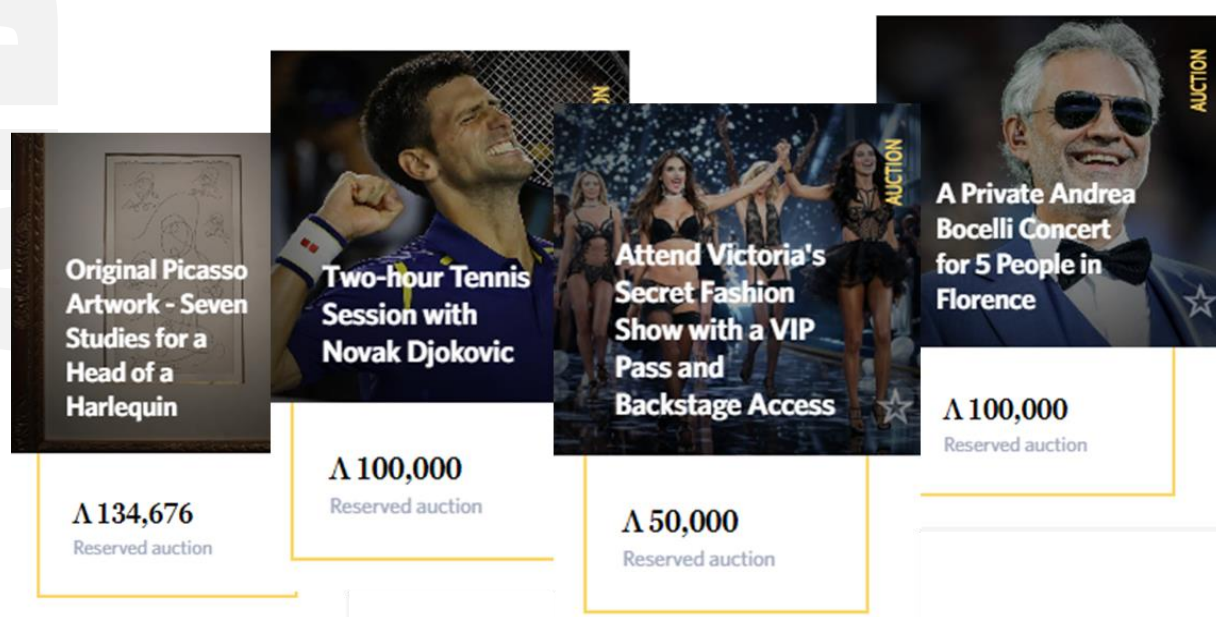 Original Picasso
Artwork - Seven
Studies for a
Head of a
Harlequin
Λ 134,676
Reserved auction
ON
Two-hour Tennis
Session with
Novak Djokovic
Λ 100,000
Reserved auction
AUCTION
Attend Victoria's
Secret Fashion
Show with a VIP
Pass and
Backstage Access
Λ 50,000
Reserved auction
AUCTION
A Private Andrea
Bocelli Concert
for 5 People in
Florence
Λ 100,000
Reserved auction